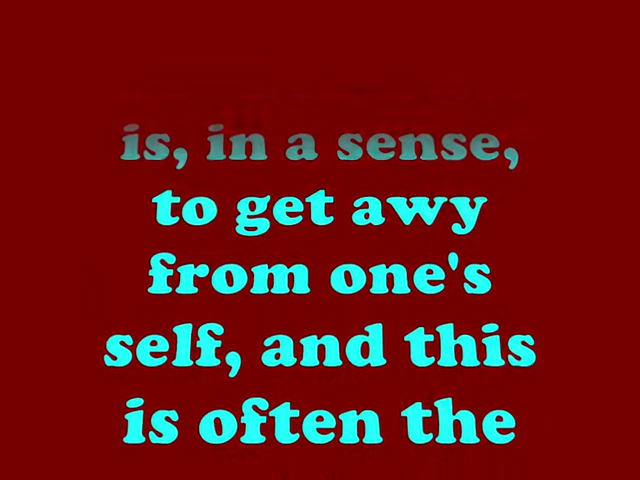 is, in a sense,
to get awy
from one's
self, and this
is often the